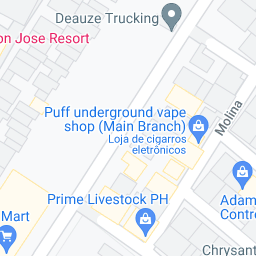 Deauze Trucking
on Jose Resort
Puff underground vape
shop (Main Branch)
Loja de cigarros
eletrônicos
Molina
Prime Livestock PH
Adam
Contro
Mart
Chrysant